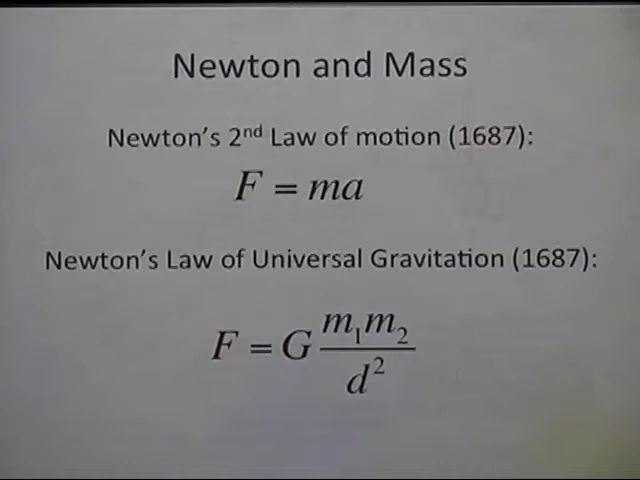 Newton and Mass
Newton's 2nd Law of motion (1687):
F = ma
Newton's Law of Universal Gravitation (1687):
F = G m₁m₂ / d²